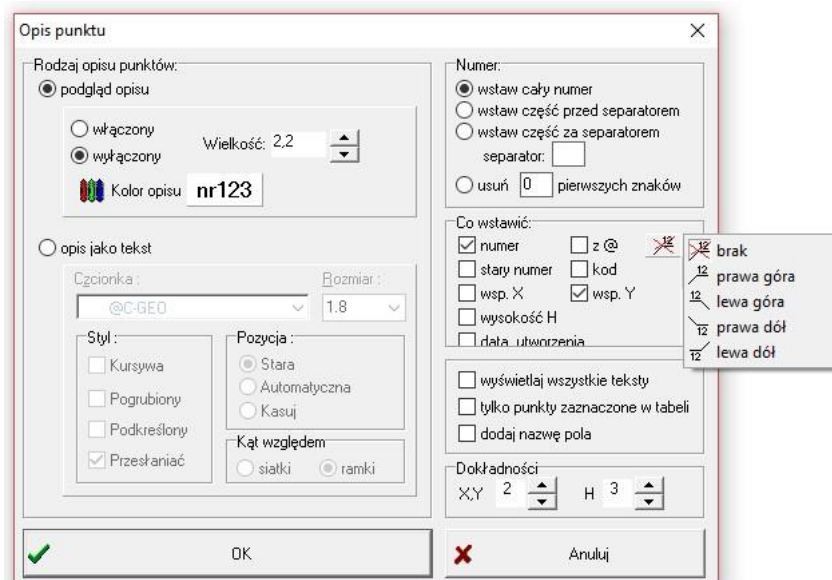 Opis punktu
Rodzaj opisu punktów:
podgląd opisu
włączony
wyłączony
Wielkość: 2,2
Kolor opisu nr123
opis jako tekst
Czcionka :
Rozmiar :
@C-GEO
1.8
Styl :
Kursywa
Pogrubiony
Podkreślony
Przesłaniać
Pozycja :
Stara
Automatyczna
Kasuj
Kąt względem
siatki ramki
OK
Numer:
wstaw cały numer
wstaw część przed separatorem
wstaw część za separatorem
separator:
usuń 0 pierwszych znaków
Co wstawić:
numer z @ 12
stary numer kod
wsp. X wsp. Y
wysokość H
data utworzenia
12 brak
12 prawa góra
12 lewa góra
12 prawa dół
12 lewa dół
wyświetlaj wszystkie teksty
tylko punkty zaznaczone w tabeli
dodaj nazwę pola
Dokładności
X,Y 2 H 3
Anuluj